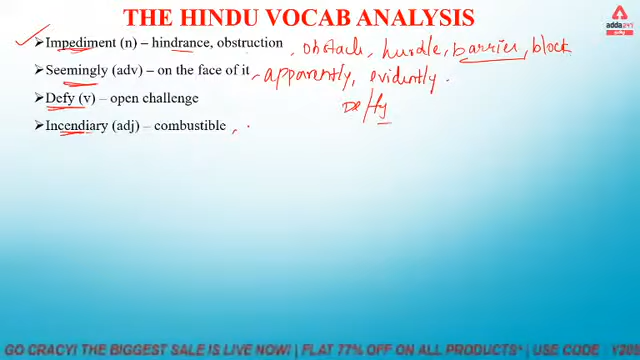 THE HINDU VOCAB ANALYSIS
adda247
➢Impediment (n) – hindrance, obstruction, obstacle, hurdle, barrier, block
➢Seemingly (adv) – on the face of it, apparently, evidently.
➢Defy (v) – open challenge
De/fy
➢Incendiary (adj) – combustible,
GO CRACY! THE BIGGEST SALE IS LIVE NOW! | FLAT 77% OFF ON ALL PRODUCTS* | USE CODE : Y20